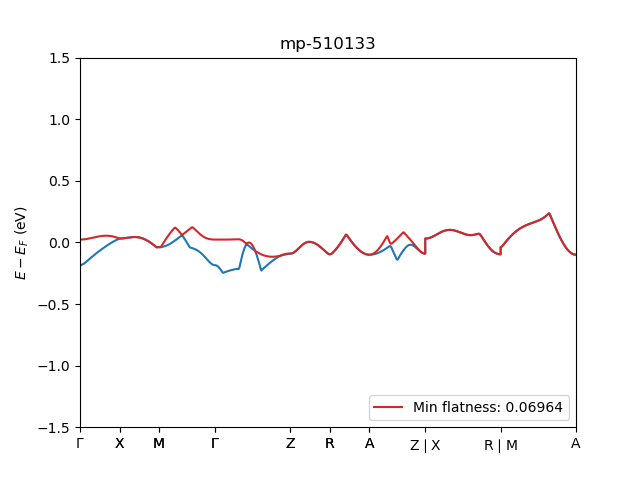 mp-510133
1.5
1.0
0.5
0.0
−0.5
−1.0
−1.5
E − E_F (eV)
Min flatness: 0.06964
Γ X M Γ Z R A Z | X R | M A